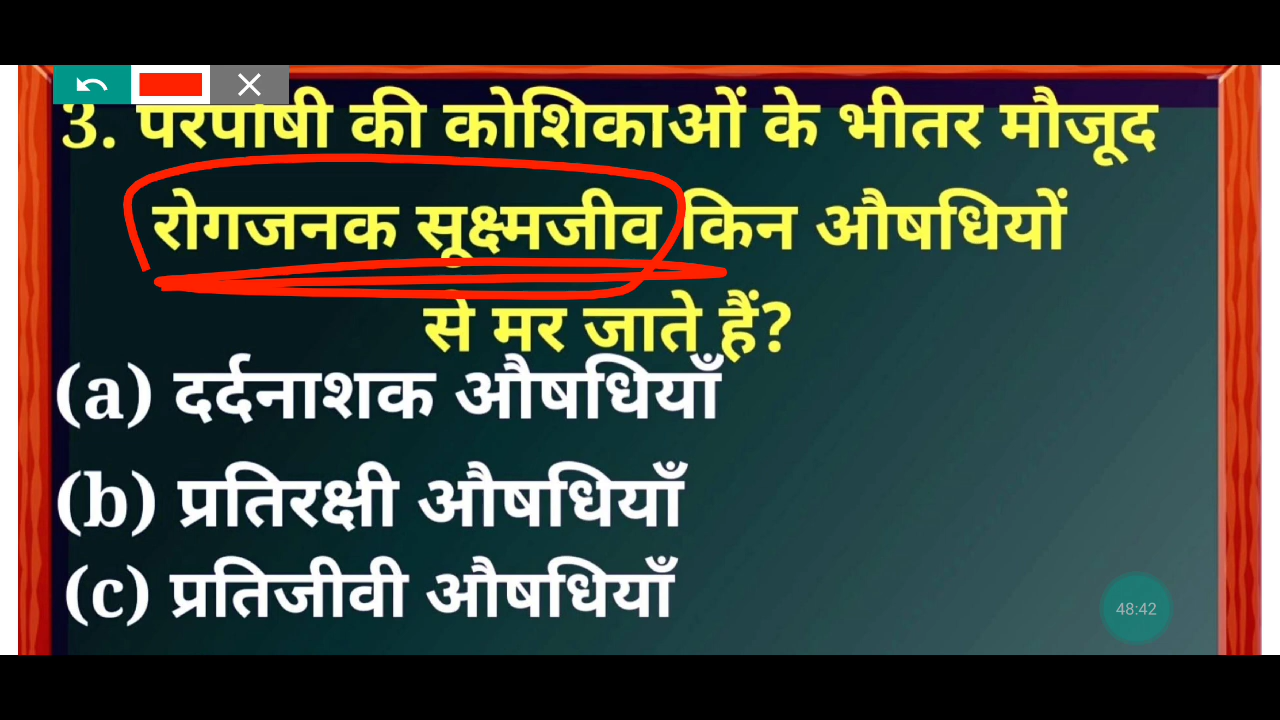 3. परपोषी की कोशिकाओं के भीतर मौजूद
रोगजनक सूक्ष्मजीव किन औषधियों
से मर जाते हैं?
(a) दर्दनाशक औषधियाँ
(b) प्रतिरक्षी औषधियाँ
(c) प्रतिजीवी औषधियाँ
48:42